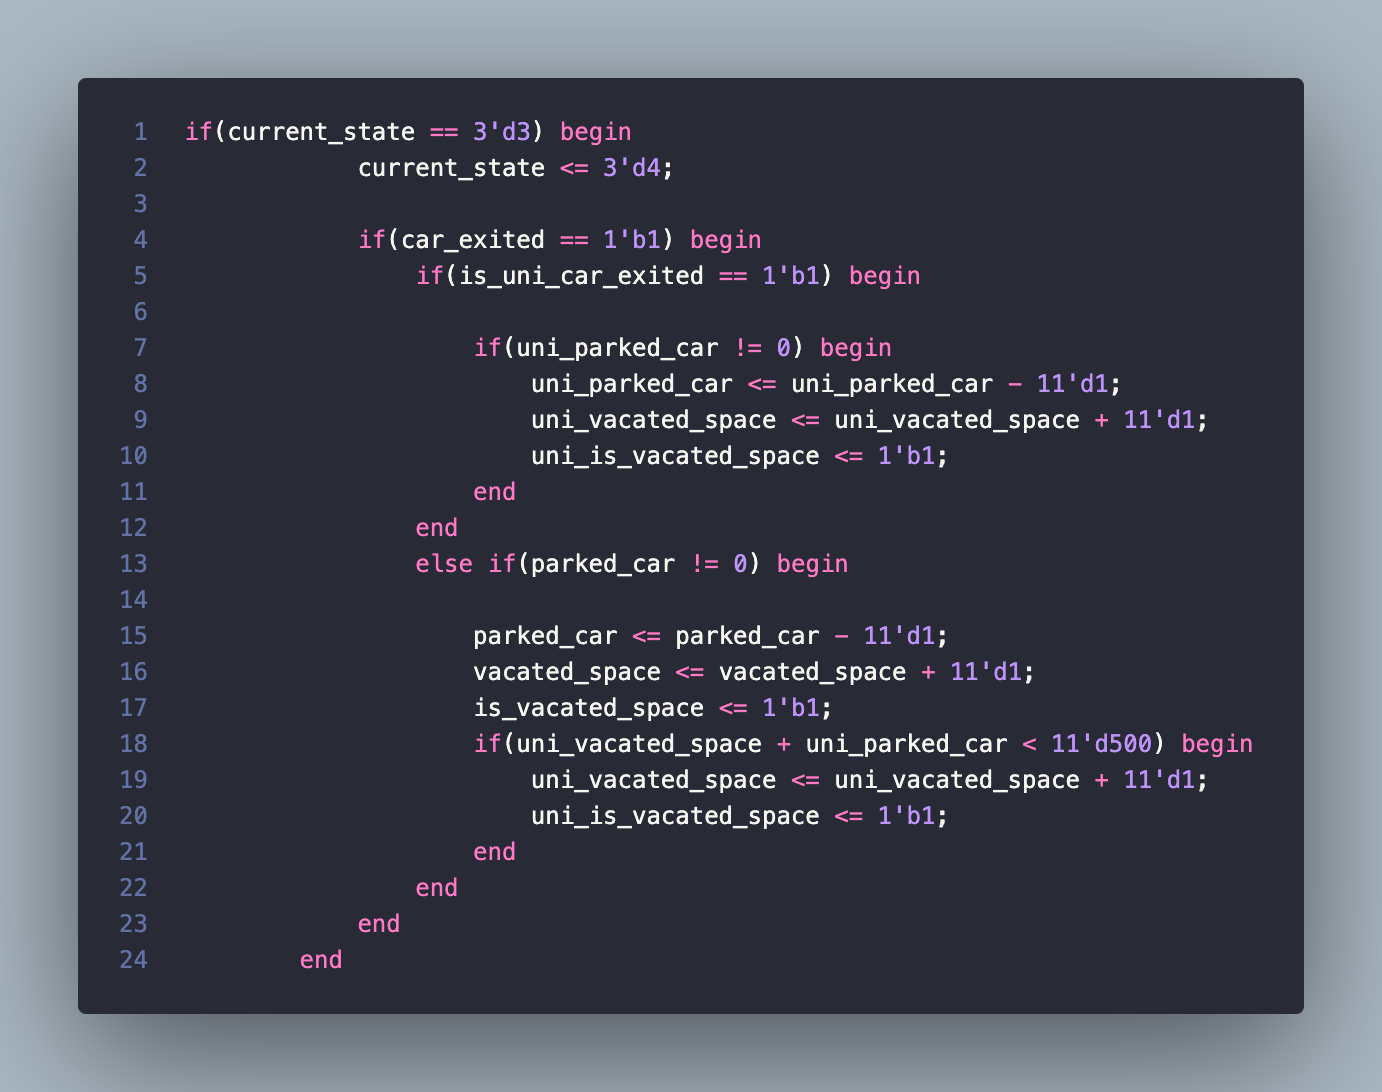 1 if(current_state == 3'd3) begin
2             current_state <= 3'd4;
3
4             if(car_exited == 1'b1) begin
5                 if(is_uni_car_exited == 1'b1) begin
6
7                     if(uni_parked_car != 0) begin
8                         uni_parked_car <= uni_parked_car - 11'd1;
9                         uni_vacated_space <= uni_vacated_space + 11'd1;
10                         uni_is_vacated_space <= 1'b1;
11                     end
12                 end
13                 else if(parked_car != 0) begin
14
15                     parked_car <= parked_car - 11'd1;
16                     vacated_space <= vacated_space + 11'd1;
17                     is_vacated_space <= 1'b1;
18                     if(uni_vacated_space + uni_parked_car < 11'd500) begin
19                         uni_vacated_space <= uni_vacated_space + 11'd1;
20                         uni_is_vacated_space <= 1'b1;
21                     end
22                 end
23             end
24         end